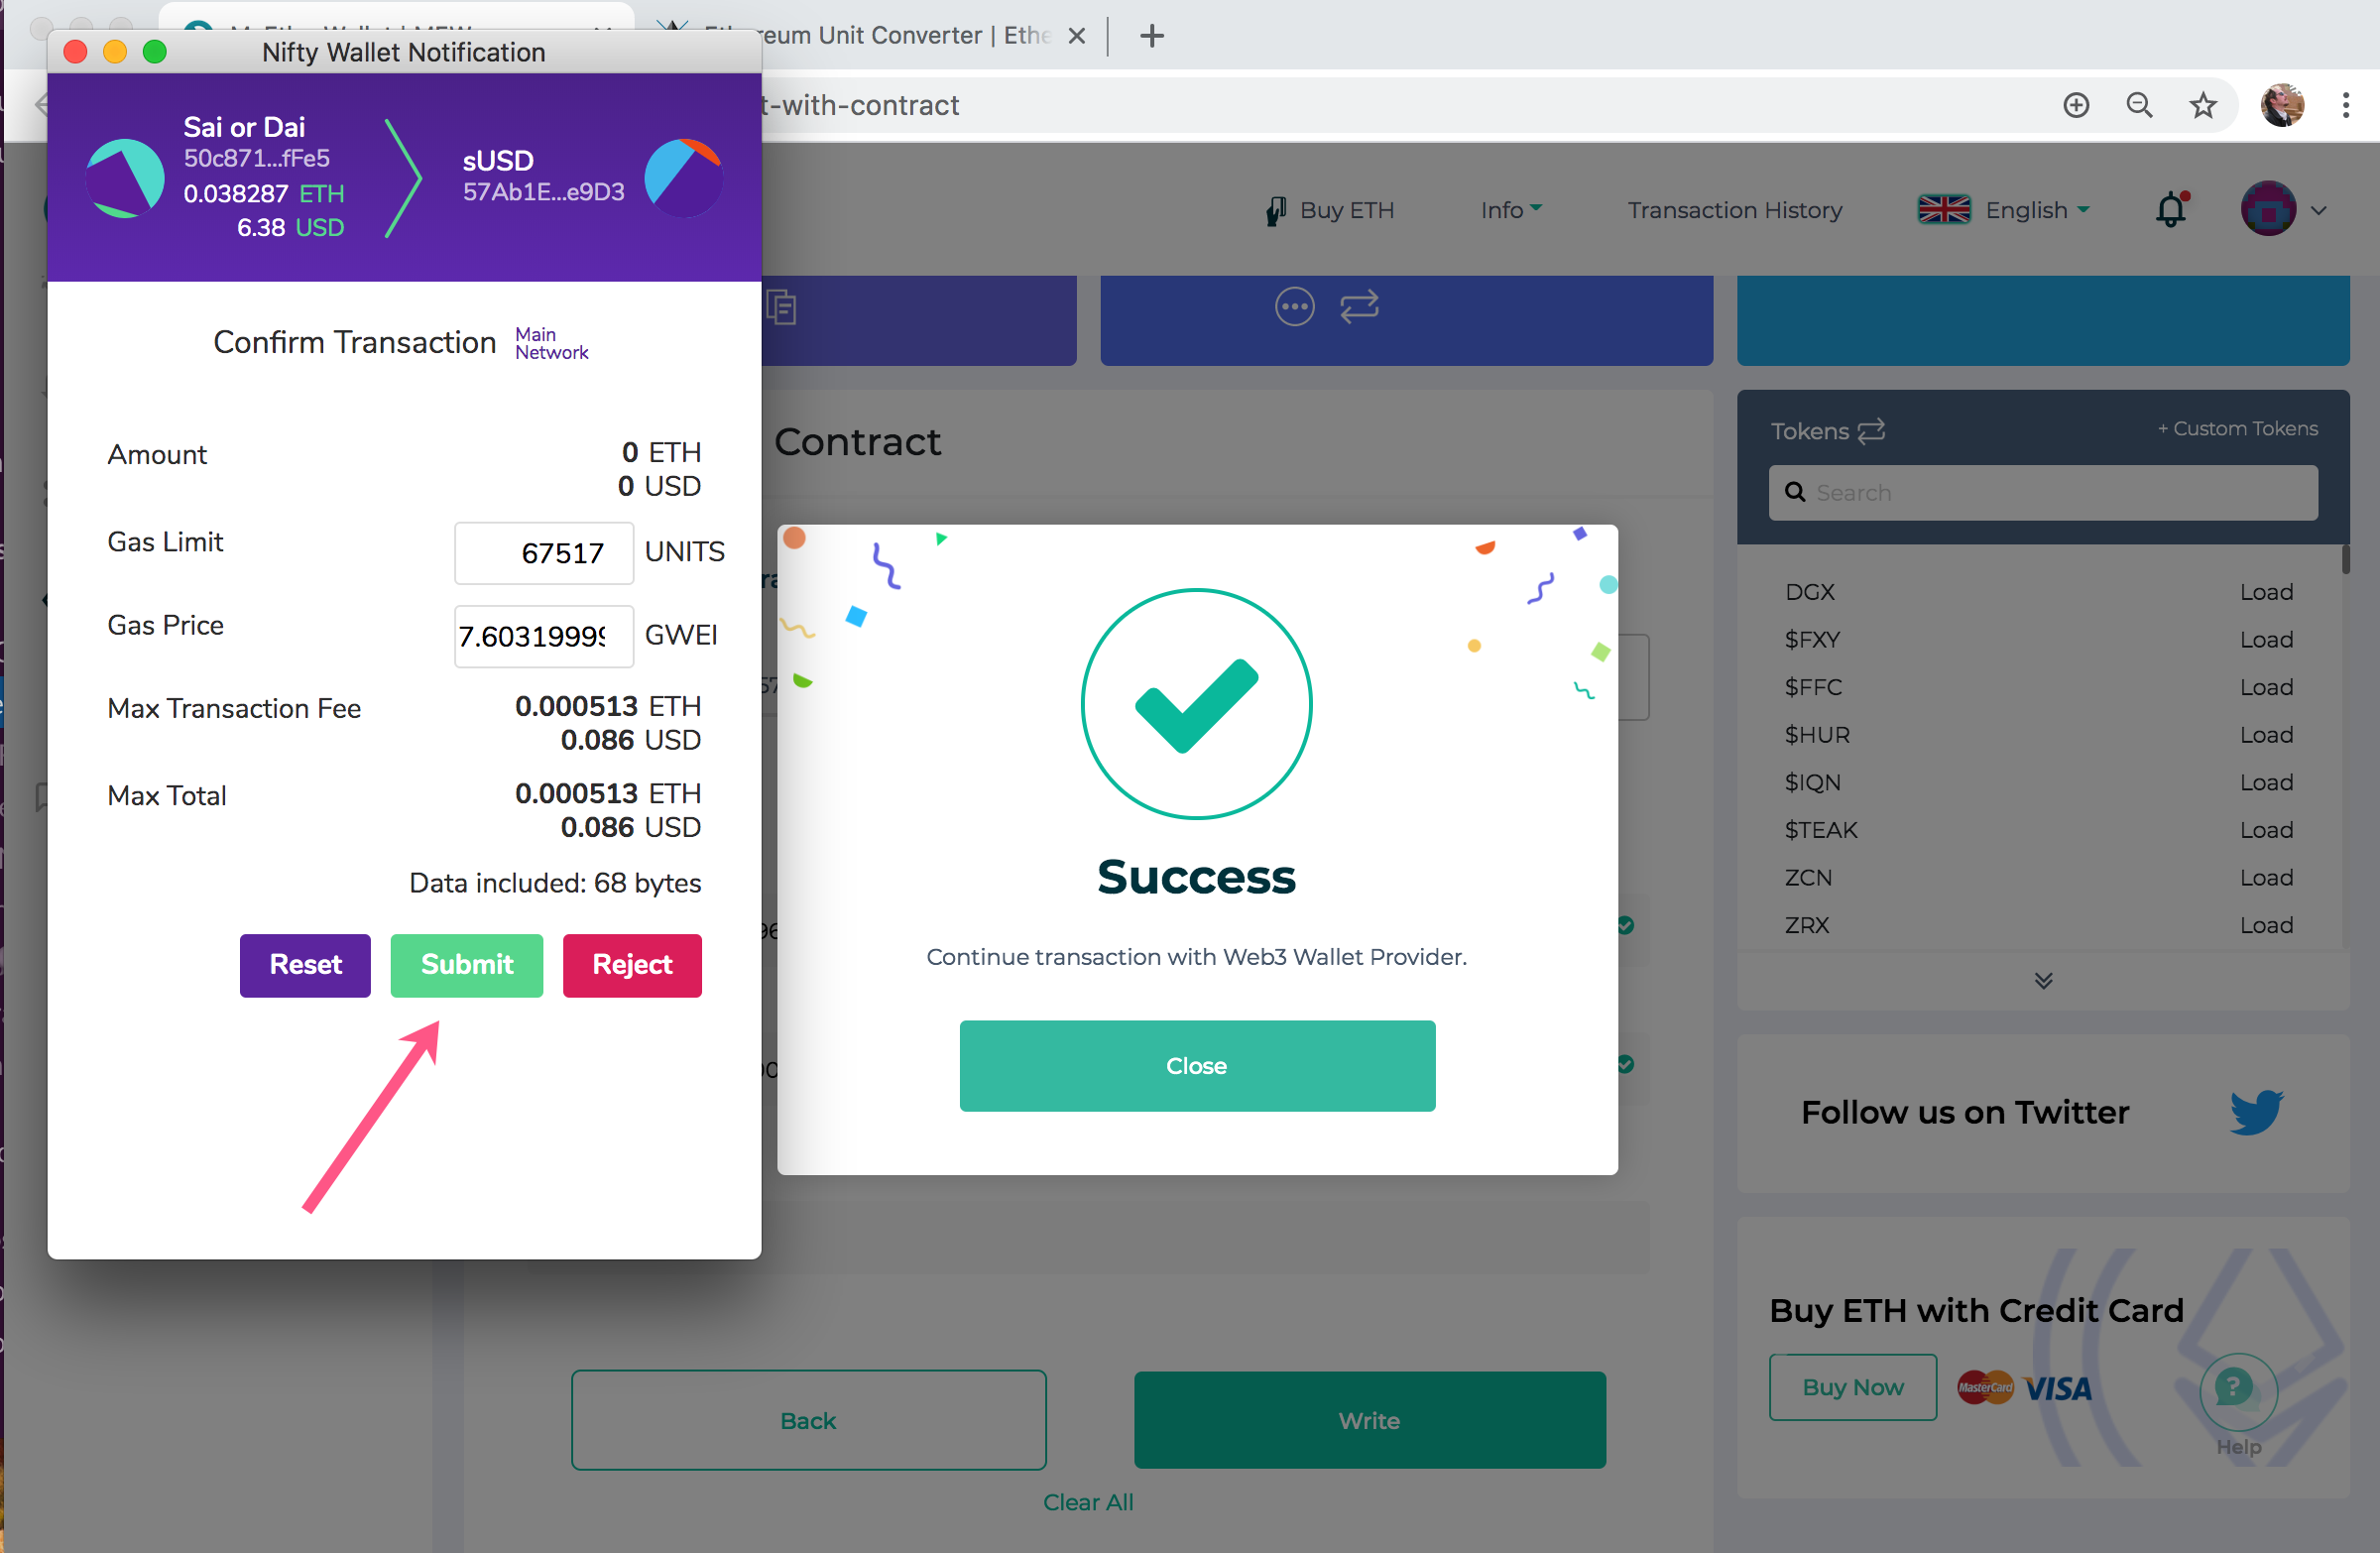 Nifty Wallet Notification
Ethereum Unit Converter | Ethe
t-with-contract
Sai or Dai
50c871...fFe5
0.038287 ETH
6.38 USD
sUSD
57Ab1E...e9D3
Buy ETH
Info
Transaction History
English
Confirm Transaction
Main
Network
Amount
0 ETH
0 USD
Gas Limit
67517
UNITS
Gas Price
7.60319999
GWEI
Max Transaction Fee
0.000513 ETH
0.086 USD
Max Total
0.000513 ETH
0.086 USD
Data included: 68 bytes
Reset
Submit
Reject
Contract
Success
Continue transaction with Web3 Wallet Provider.
Close
Back
Write
Clear All
Tokens
+ Custom Tokens
Search
DGX Load
$FXY Load
$FFC Load
$HUR Load
$IQN Load
$TEAK Load
ZCN Load
ZRX Load
Follow us on Twitter
Buy ETH with Credit Card
Buy Now
MasterCard
VISA
?
Help